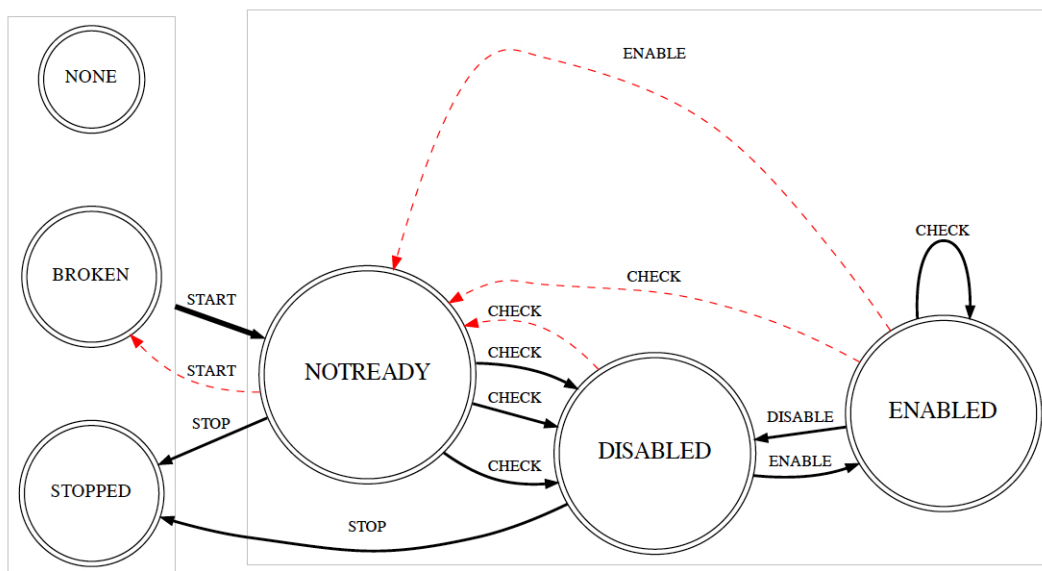 NONE
ENABLE
CHECK
BROKEN
CHECK
START
CHECK
START
NOTREADY
CHECK
CHECK
STOP
DISABLE
ENABLED
DISABLED
ENABLE
CHECK
STOPPED
STOP